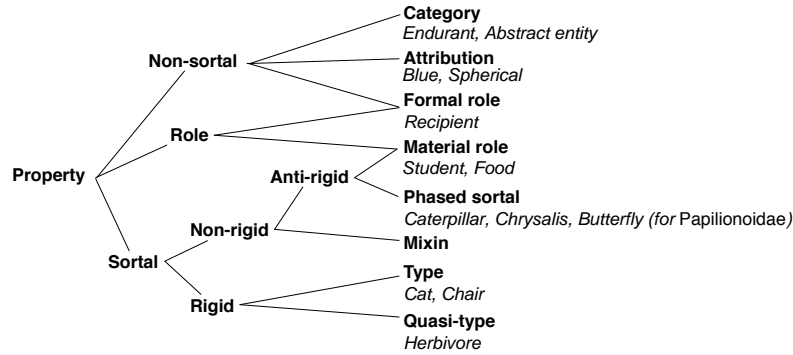 Category
Endurant, Abstract entity
Non-sortal
Attribution
Blue, Spherical
Formal role
Recipient
Role
Material role
Student, Food
Property
Anti-rigid
Phased sortal
Caterpillar, Chrysalis, Butterfly (for Papilionoidae)
Non-rigid
Mixin
Sortal
Type
Cat, Chair
Rigid
Quasi-type
Herbivore